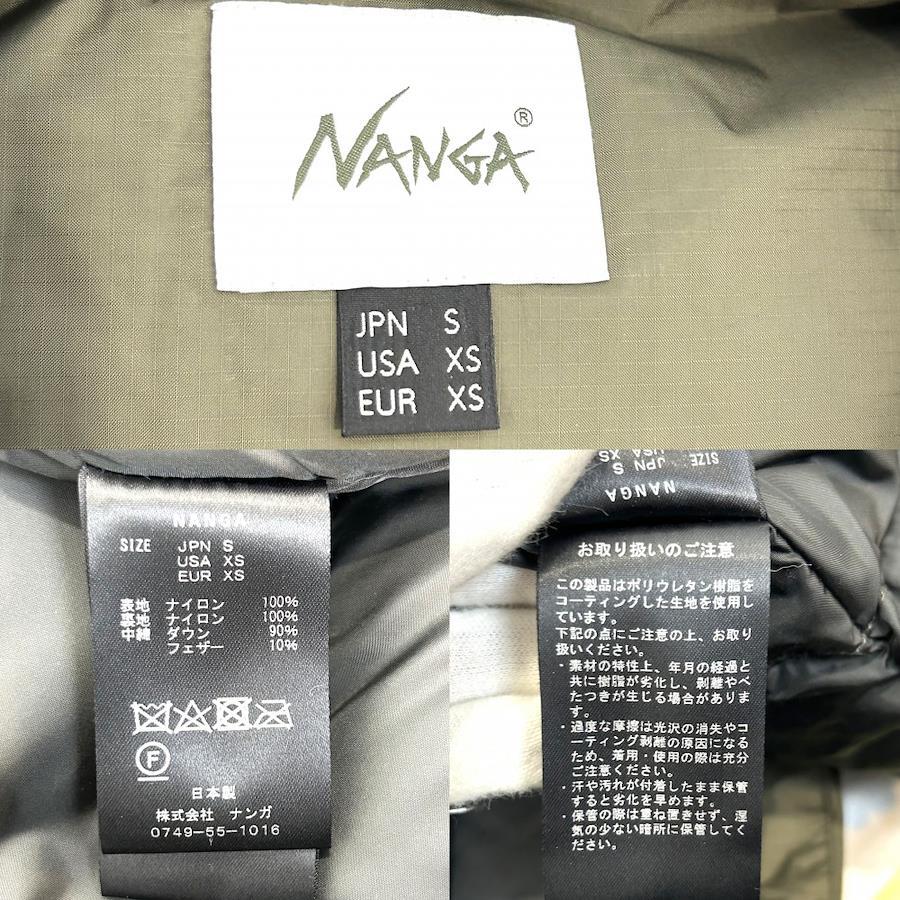 NANGA®
JPN S
USA XS
EUR XS
NANGA
SIZE JPN S
USA XS
EUR XS
表地 ナイロン 100%
裏地 ナイロン 100%
中綿 ダウン 90%
フェザー 10%
F
日本製
株式会社 ナンガ
0749-55-1016
SIZE JPN S
USA XS
NANGA
お取り扱いのご注意
この製品はポリウレタン樹脂を
コーティングした生地を使用し
ています。
下記の点にご注意の上、お取り
扱いください。
・素材の特性上、年月の経過と
共に樹脂が劣化し、剥離やべ
たつきが生じる場合がありま
す。
・過度な摩擦は光沢の消失やコ
ーティング剥離の原因になる
ため、着用・使用の際は充分
ご注意ください。
・汗や汚れが付着したまま保管
すると劣化を早めます。
・保管の際は重ね置きせず、湿
気の少ない暗所に保管してく
ださい。